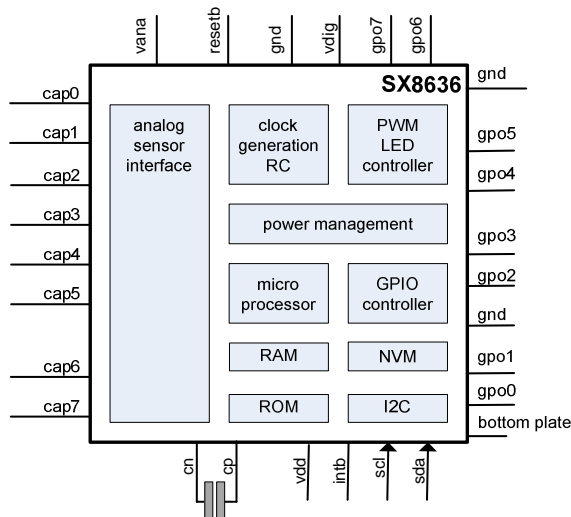 vana
resetb
gnd
vdig
gpo7
gpo6
SX8636
gnd
cap0
cap1
cap2
cap3
cap4
cap5
cap6
cap7
analog
sensor
interface
clock
generation
RC
PWM
LED
controller
power management
micro
processor
GPIO
controller
RAM
NVM
ROM
I2C
gpo5
gpo4
gpo3
gpo2
gnd
gpo1
gpo0
bottom plate
cn
cp
vdd
intb
scl
sda